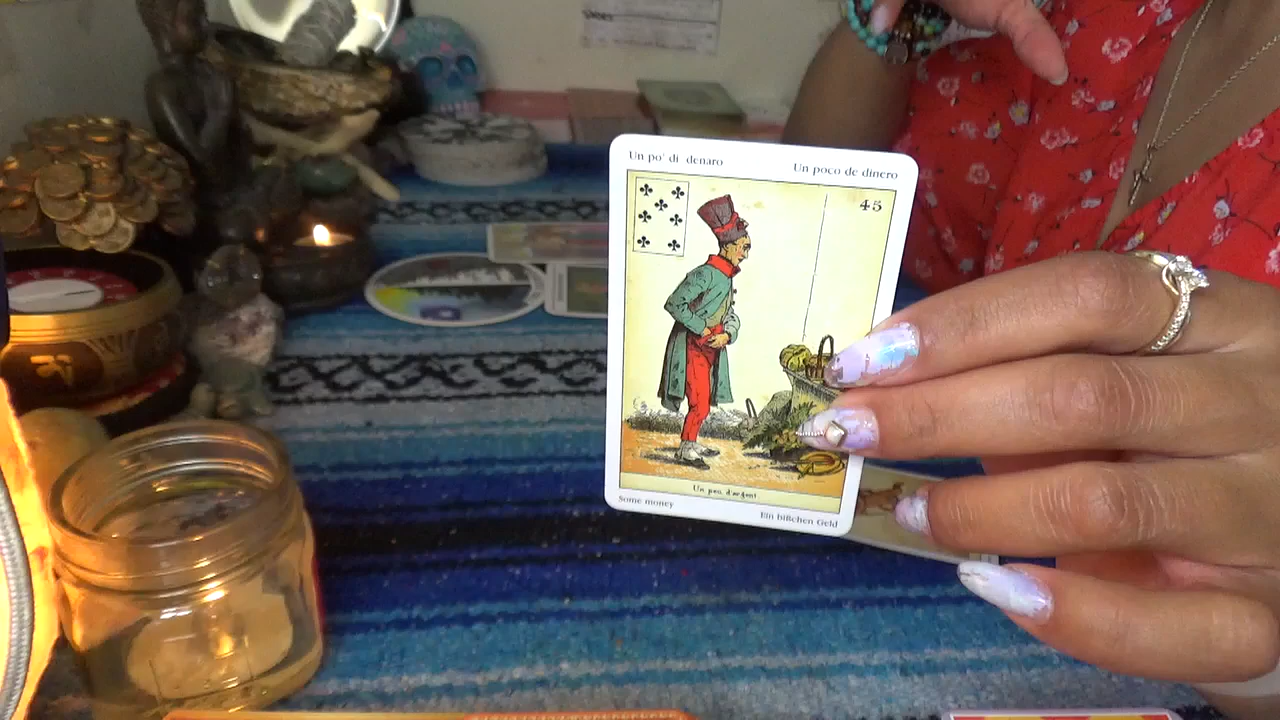 Un po' di denaro
Un poco de dinero
45
Un peu d'argent
Some money
Ein bißchen Geld